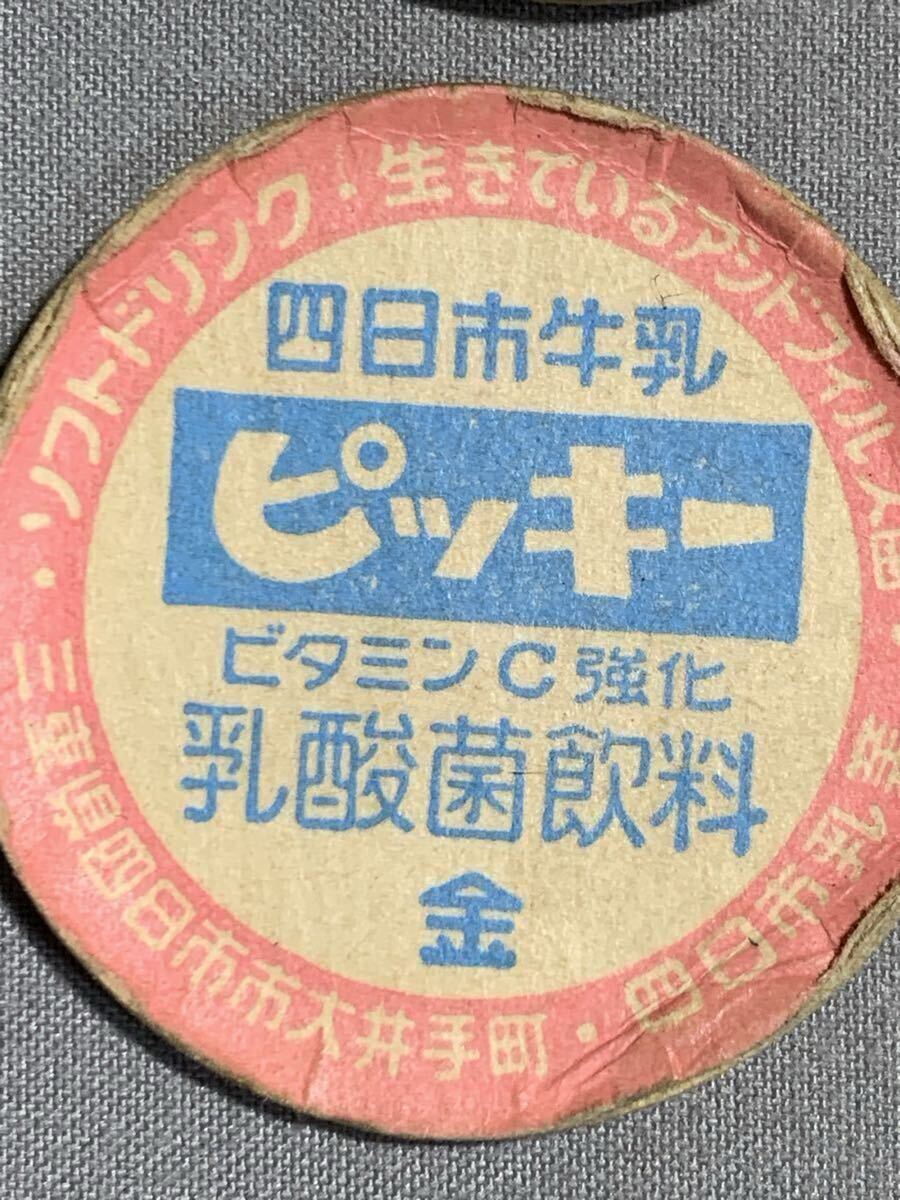 ・ソフトドリンク・生きているアシドフィルス菌
四日市牛乳
ピッキー
ビタミンC強化
乳酸菌飲料
金
三重県四日市市大井手町・四日市乳業